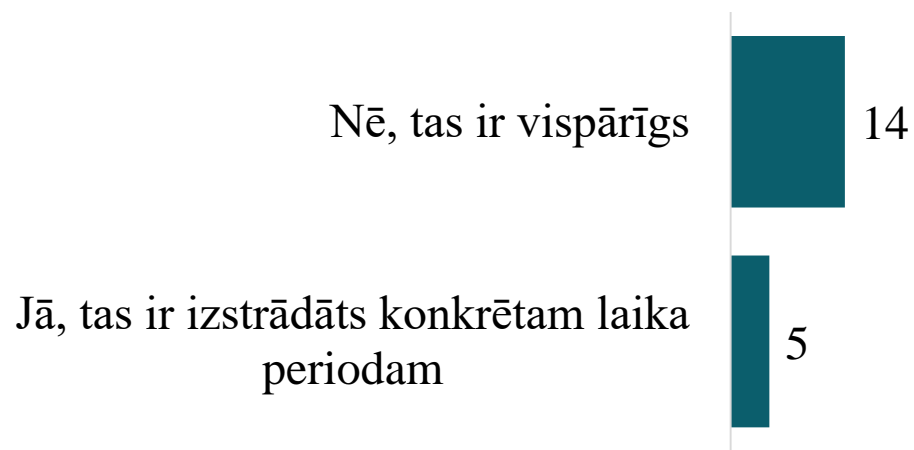 Nē, tas ir vispārīgs
14
Jā, tas ir izstrādāts konkrētam laika
periodam
5